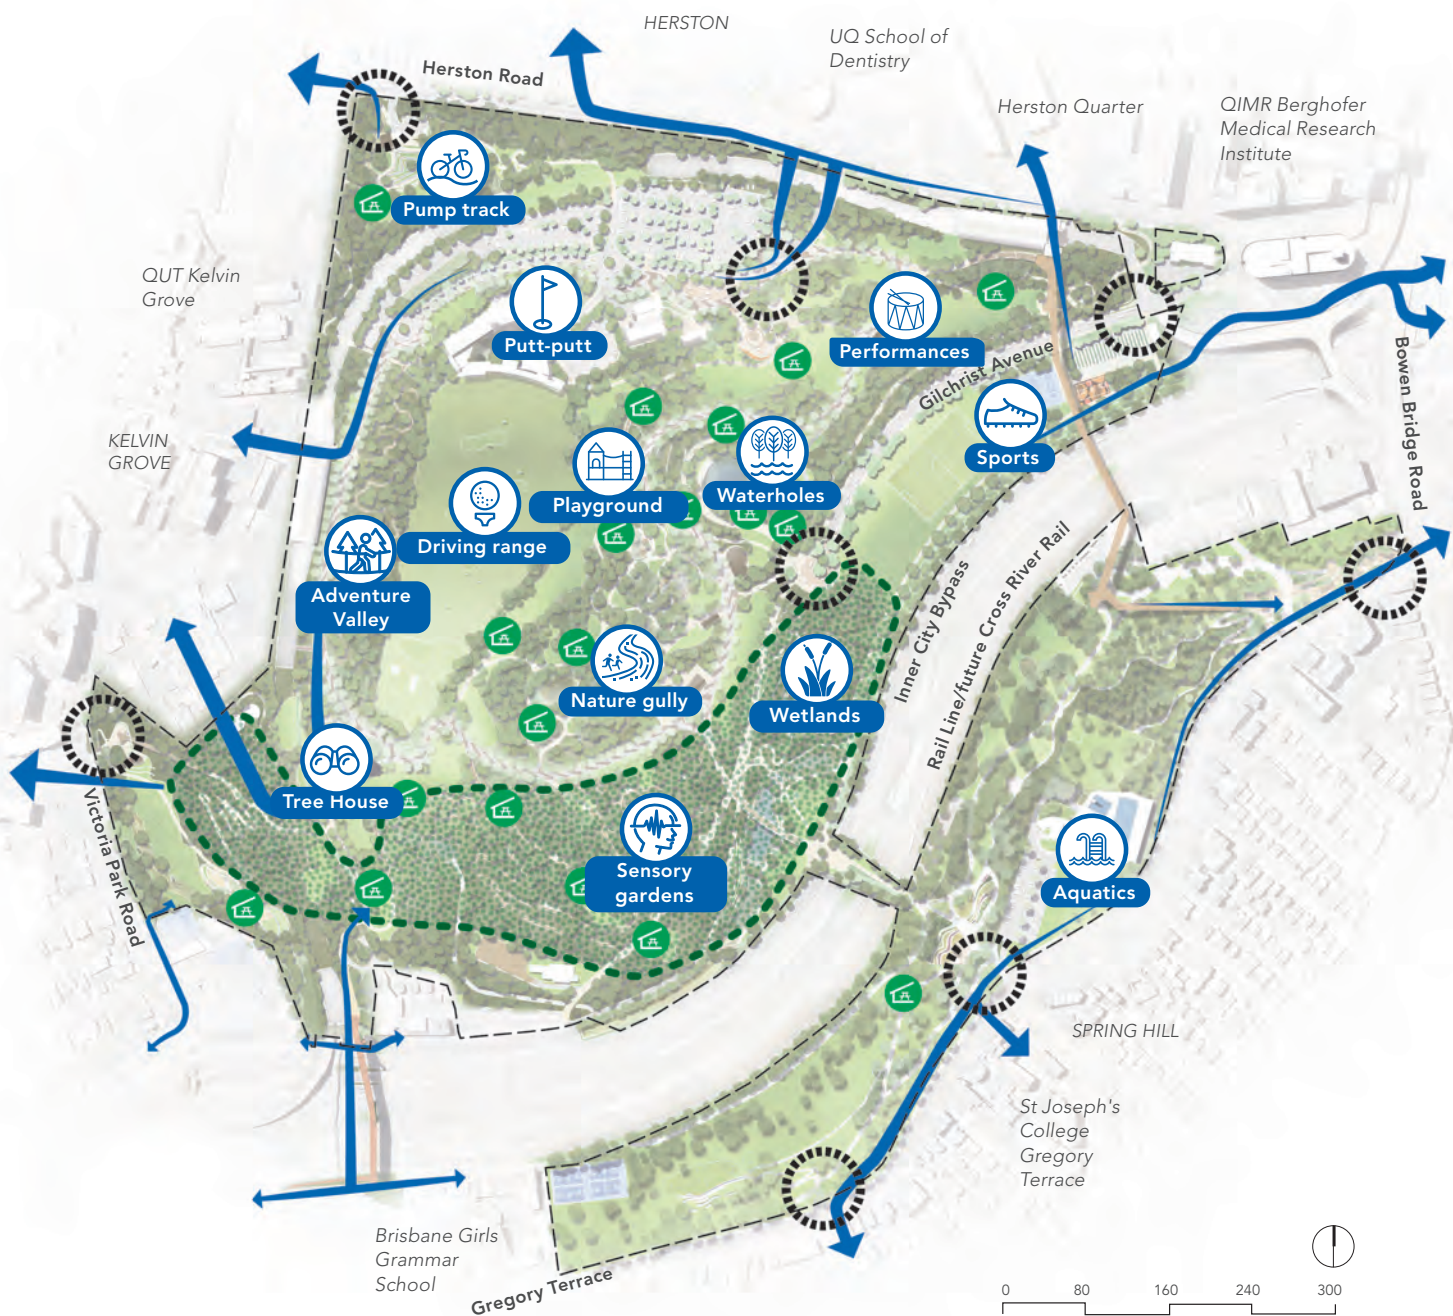 HERSTON
UQ School of
Dentistry
Herston Road
Herston Quarter
QIMR Berghofer
Medical Research
Institute
Pump track
QUT Kelvin
Grove
Putt-putt
Performances
Gilchrist Avenue
Bowen Bridge Road
KELVIN
GROVE
Sports
Playground
Waterholes
Driving range
Adventure
Valley
Inner City Bypass
Rail Line/future Cross River Rail
Nature gully
Wetlands
Tree House
Victoria Park Road
Sensory
gardens
Aquatics
SPRING HILL
St Joseph's
College
Gregory
Terrace
Brisbane Girls
Grammar
School
Gregory Terrace
0 80 160 240 300